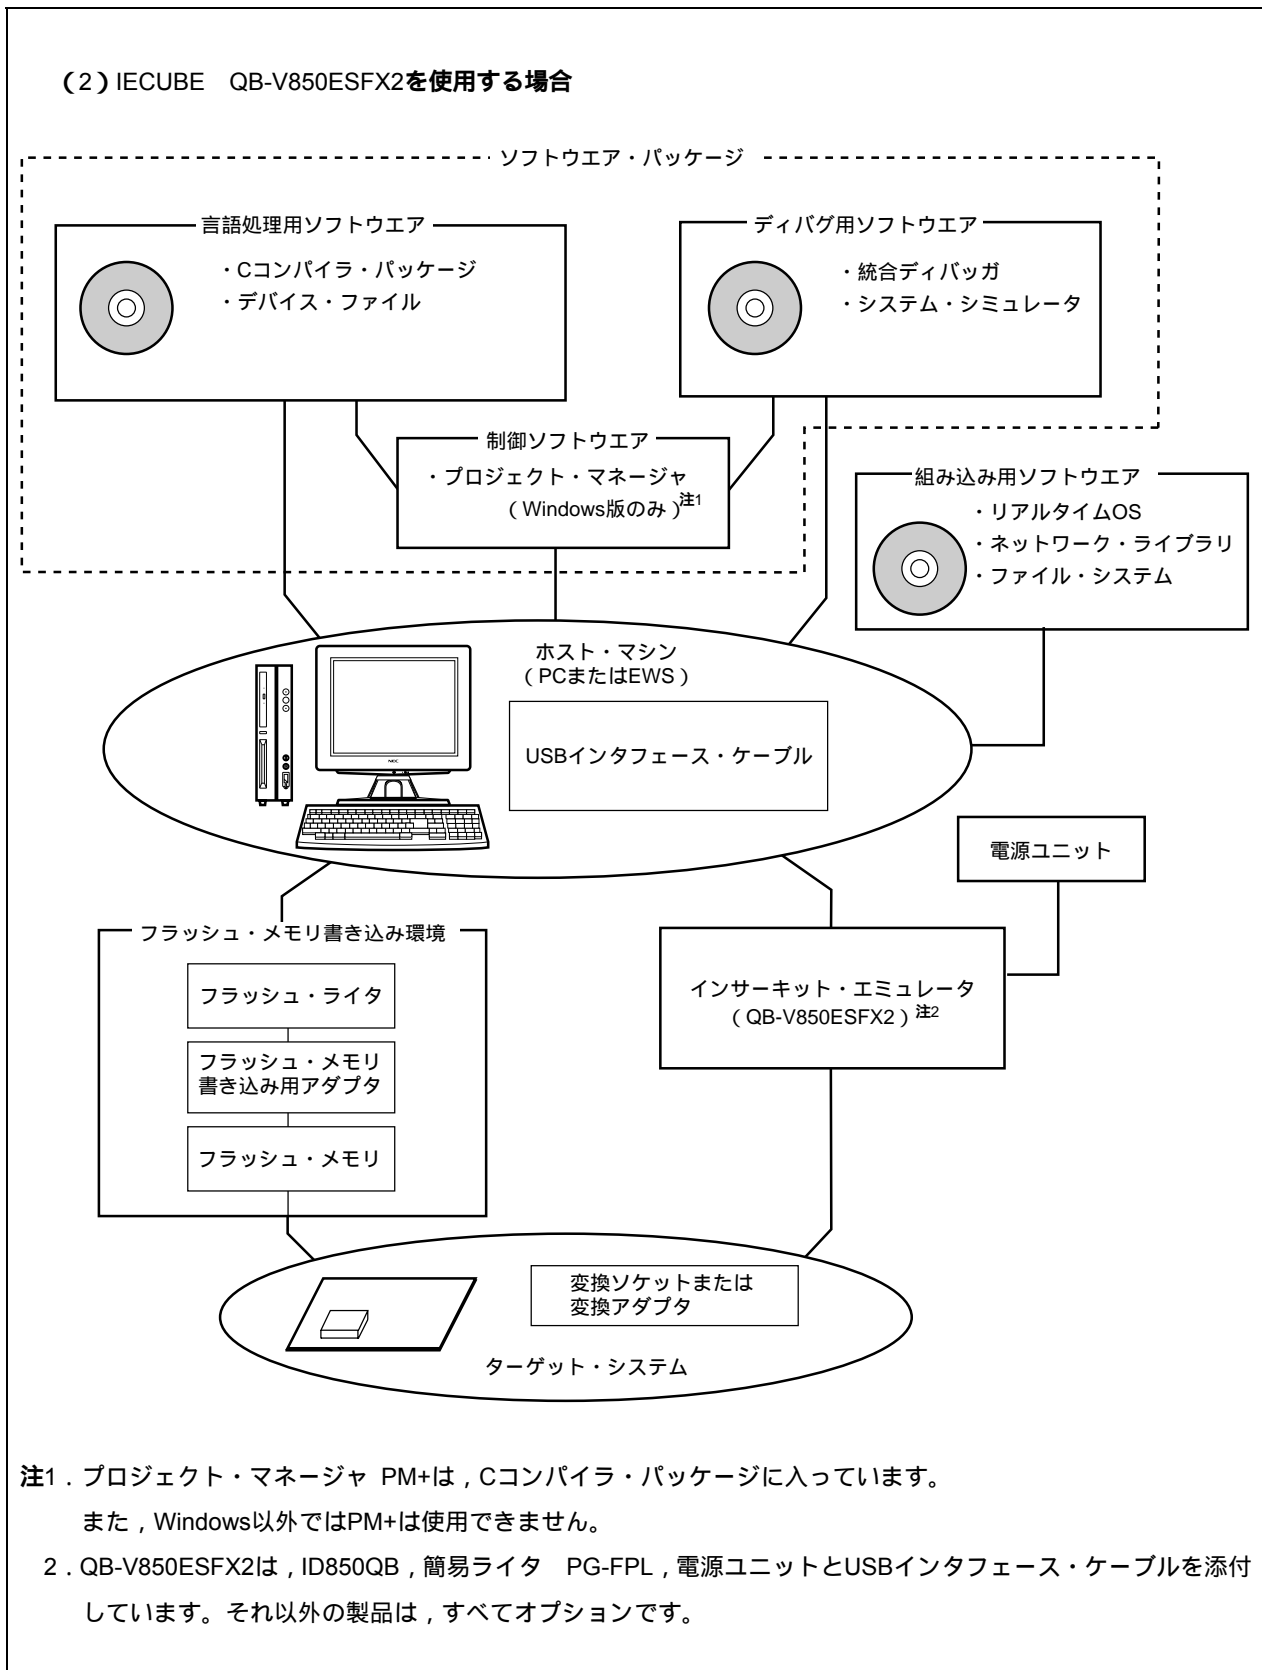 （2）IECUBE　QB-V850ESFX2を使用する場合
ソフトウエア・パッケージ
言語処理用ソフトウエア
・Cコンパイラ・パッケージ
・デバイス・ファイル
ディバグ用ソフトウエア
・統合ディバッガ
・システム・シミュレータ
制御ソフトウエア
・プロジェクト・マネージャ
（Windows版のみ）注1
組み込み用ソフトウエア
・リアルタイムOS
・ネットワーク・ライブラリ
・ファイル・システム
ホスト・マシン
（PCまたはEWS）
USBインタフェース・ケーブル
NEC
電源ユニット
フラッシュ・メモリ書き込み環境
フラッシュ・ライタ
フラッシュ・メモリ
書き込み用アダプタ
フラッシュ・メモリ
インサーキット・エミュレータ
（QB-V850ESFX2）注2
変換ソケットまたは
変換アダプタ
ターゲット・システム
注1．プロジェクト・マネージャ PM+は，Cコンパイラ・パッケージに入っています。
また，Windows以外ではPM+は使用できません。
2．QB-V850ESFX2は，ID850QB，簡易ライタ　PG-FPL，電源ユニットとUSBインタフェース・ケーブルを添付
しています。それ以外の製品は，すべてオプションです。